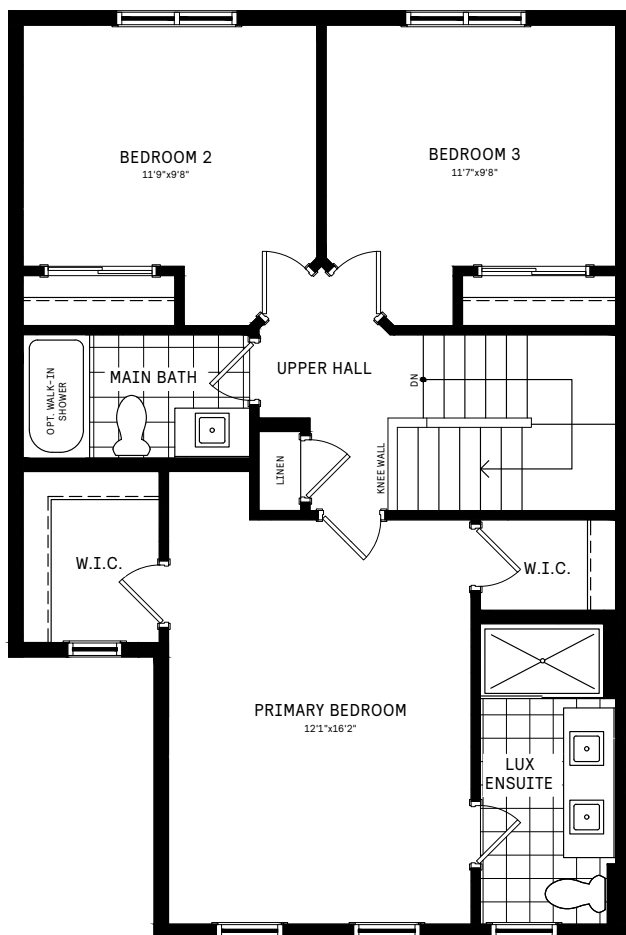 BEDROOM 2
11'9"x9'8"
BEDROOM 3
11'7"x9'8"
OPT. WALK-IN
SHOWER
MAIN BATH
UPPER HALL
DN
LINEN
KNEE WALL
W.I.C.
W.I.C.
PRIMARY BEDROOM
12'1"x16'2"
LUX
ENSUITE